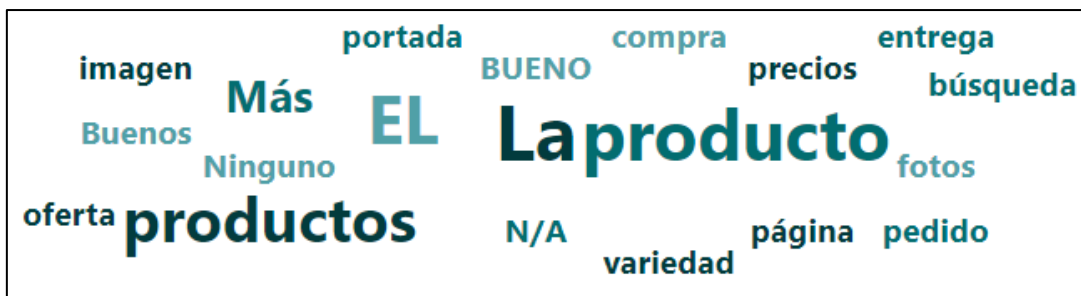 portada
compra
entrega
imagen
BUENO
precios
búsqueda
Más
EL
La
producto
Buenos
Ninguno
fotos
oferta
productos
N/A
página
pedido
variedad